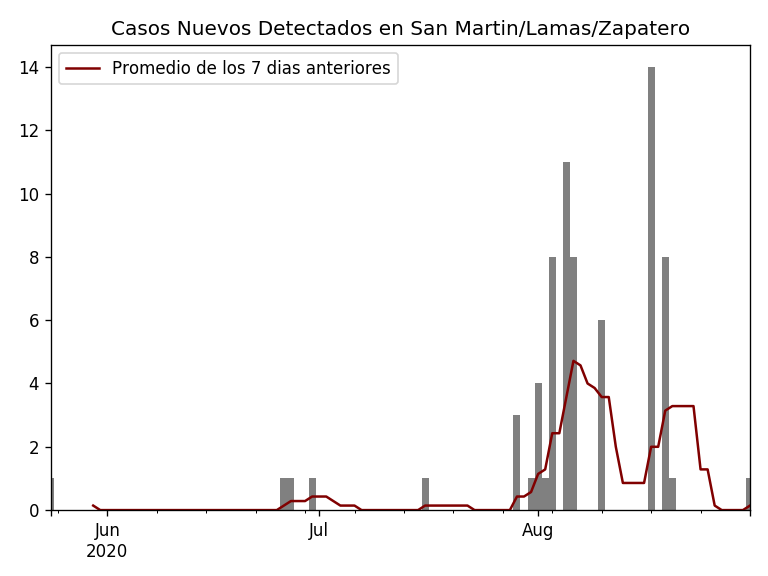 Casos Nuevos Detectados en San Martin/Lamas/Zapatero
Promedio de los 7 dias anteriores
14
12
10
8
6
4
2
0
Jun
2020
Jul
Aug